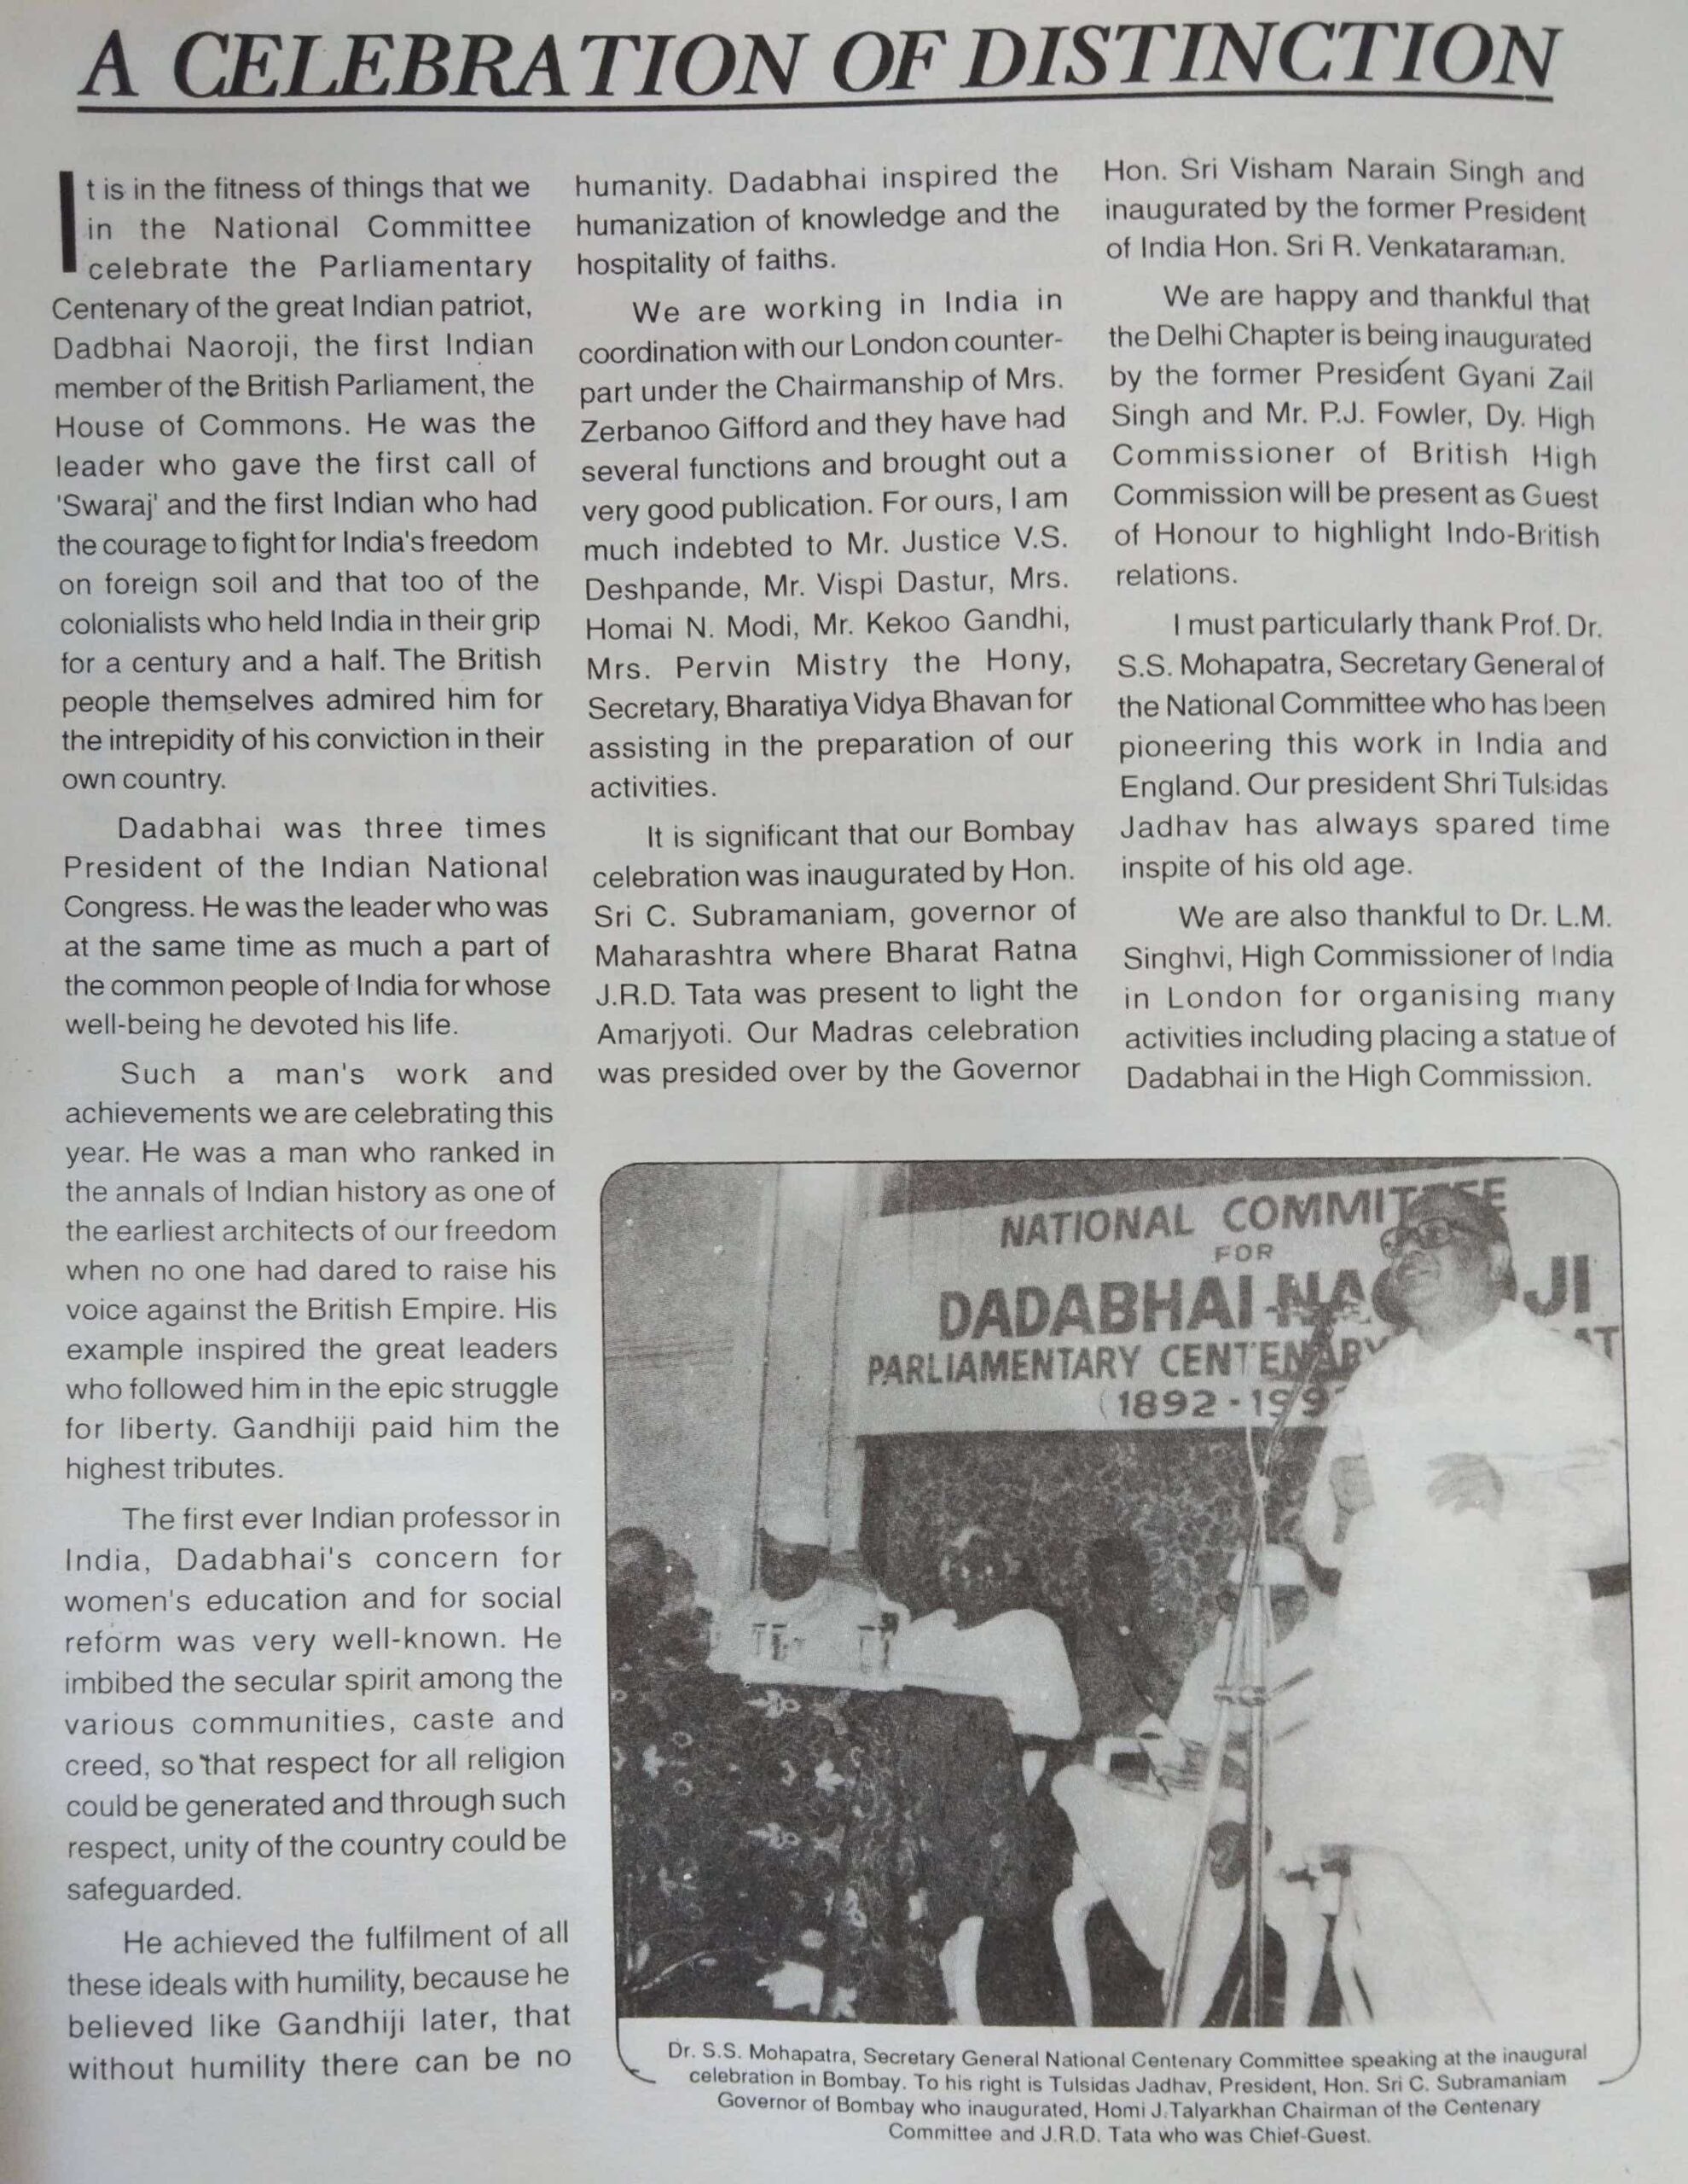 A CELEBRATION OF DISTINCTION
It is in the fitness of things that we
in the National Committee
celebrate the Parliamentary
Centenary of the great Indian patriot,
Dadbhai Naoroji, the first Indian
member of the British Parliament, the
House of Commons. He was the
leader who gave the first call of
'Swaraj' and the first Indian who had
the courage to fight for India's freedom
on foreign soil and that too of the
colonialists who held India in their grip
for a century and a half. The British
people themselves admired him for
the intrepidity of his conviction in their
own country.
Dadabhai was three times
President of the Indian National
Congress. He was the leader who was
at the same time as much a part of
the common people of India for whose
well-being he devoted his life.
Such a man's work and
achievements we are celebrating this
year. He was a man who ranked in
the annals of Indian history as one of
the earliest architects of our freedom
when no one had dared to raise his
voice against the British Empire. His
example inspired the great leaders
who followed him in the epic struggle
for liberty. Gandhiji paid him the
highest tributes.
The first ever Indian professor in
India, Dadabhai's concern for
women's education and for social
reform was very well-known. He
imbibed the secular spirit among the
various communities, caste and
creed, so that respect for all religion
could be generated and through such
respect, unity of the country could be
safeguarded.
He achieved the fulfilment of all
these ideals with humility, because he
believed like Gandhiji later, that
without humility there can be no
humanity. Dadabhai inspired the
humanization of knowledge and the
hospitality of faiths.
We are working in India in
coordination with our London counter-
part under the Chairmanship of Mrs.
Zerbanoo Gifford and they have had
several functions and brought out a
very good publication. For ours, I am
much indebted to Mr. Justice V.S.
Deshpande, Mr. Vispi Dastur, Mrs.
Homai N. Modi, Mr. Kekoo Gandhi,
Mrs. Pervin Mistry the Hony,
Secretary, Bharatiya Vidya Bhavan for
assisting in the preparation of our
activities.
It is significant that our Bombay
celebration was inaugurated by Hon.
Sri C. Subramaniam, governor of
Maharashtra where Bharat Ratna
J.R.D. Tata was present to light the
Amarjyoti. Our Madras celebration
was presided over by the Governor
Hon. Sri Visham Narain Singh and
inaugurated by the former President
of India Hon. Sri R. Venkataraman.
We are happy and thankful that
the Delhi Chapter is being inaugurated
by the former President Gyani Zail
Singh and Mr. P.J. Fowler, Dy. High
Commissioner of British High
Commission will be present as Guest
of Honour to highlight Indo-British
relations.
I must particularly thank Prof. Dr.
S.S. Mohapatra, Secretary General of
the National Committee who has been
pioneering this work in India and
England. Our president Shri Tulsidas
Jadhav has always spared time
inspite of his old age.
We are also thankful to Dr. L.M.
Singhvi, High Commissioner of India
in London for organising many
activities including placing a statue of
Dadabhai in the High Commission.
NATIONAL COMMITTEE
FOR
DADABHAI
PARLIAMENTARY CENTENARY
(1892-199
Dr. S.S. Mohapatra, Secretary General National Centenary Committee speaking at the inaugural
celebration in Bombay. To his right is Tulsidas Jadhav, President, Hon. Sri C. Subramaniam
Governor of Bombay who inaugurated, Homi J.Talyarkhan Chairman of the Centenary
Committee and J.R.D. Tata who was Chief-Guest.